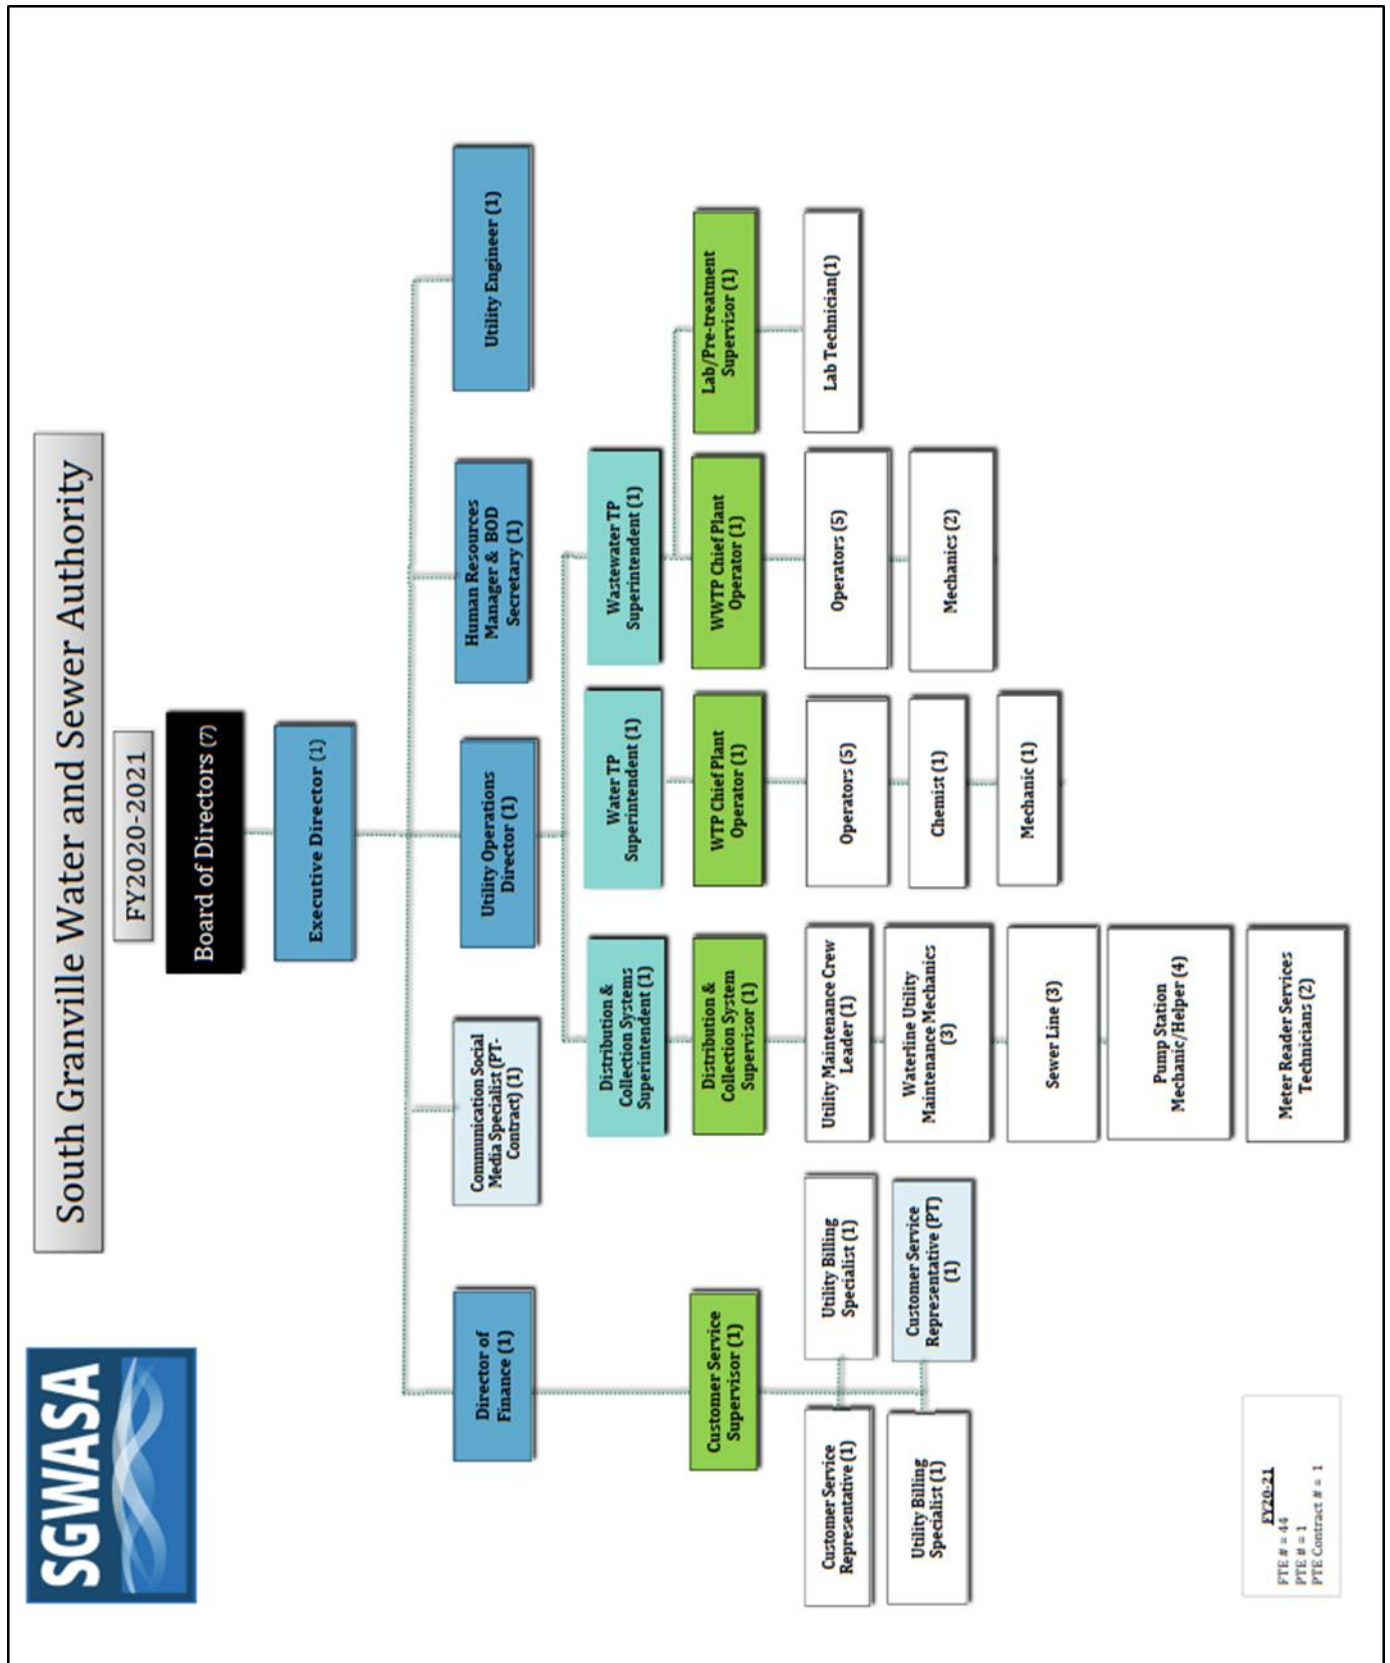 SGWASA
South Granville Water and Sewer Authority
FY2020-2021
Board of Directors (7)
Executive Director (1)
Director of
Finance (1)
Communication Social
Media Specialist (PT-
Contract) (1)
Utility Operations
Director (1)
Human Resources
Manager & BOD
Secretary (1)
Utility Engineer (1)
Distribution &
Collection Systems
Superintendent (1)
Water TP
Superintendent (1)
Wastewater TP
Superintendent (1)
Customer Service
Supervisor (1)
Distribution &
Collection System
Supervisor (1)
WTP Chief Plant
Operator (1)
WWTP Chief Plant
Operator (1)
Lab/Pre-treatment
Supervisor (1)
Customer Service
Representative (1)
Utility Billing
Specialist (1)
Utility Maintenance Crew
Leader (1)
Operators (5)
Operators (5)
Lab Technician(1)
Utility Billing
Specialist (1)
Customer Service
Representative (PT)
(1)
Waterline Utility
Maintenance Mechanics
(3)
Chemist (1)
Mechanics (2)
Sewer Line (3)
Mechanic (1)
Pump Station
Mechanic/Helper (4)
Meter Reader Services
Technicians (2)
FY20-21
FTE # = 44
PTE # = 1
PTE Contract # = 1